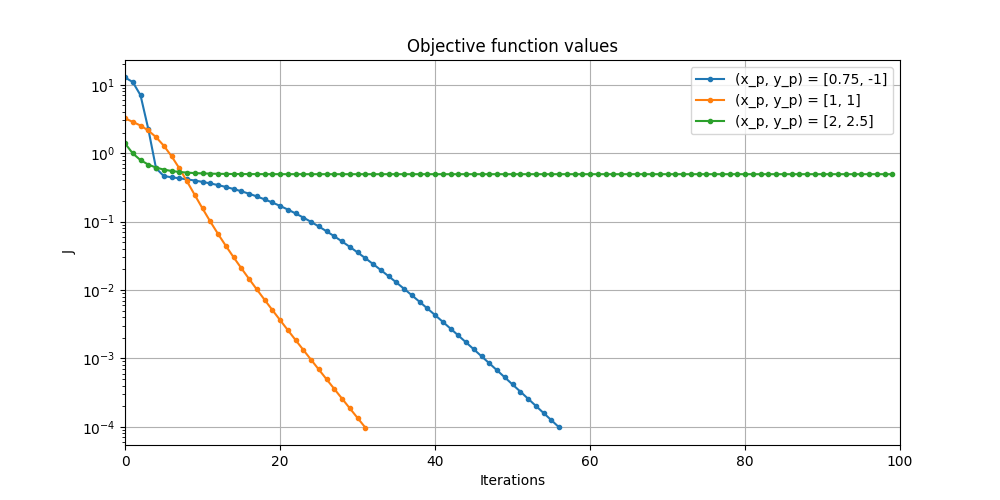 Objective function values
(x_p, y_p) = [0.75, -1]
(x_p, y_p) = [1, 1]
(x_p, y_p) = [2, 2.5]
10¹
10⁰
10⁻¹
10⁻²
10⁻³
10⁻⁴
J
0 20 40 60 80 100
Iterations